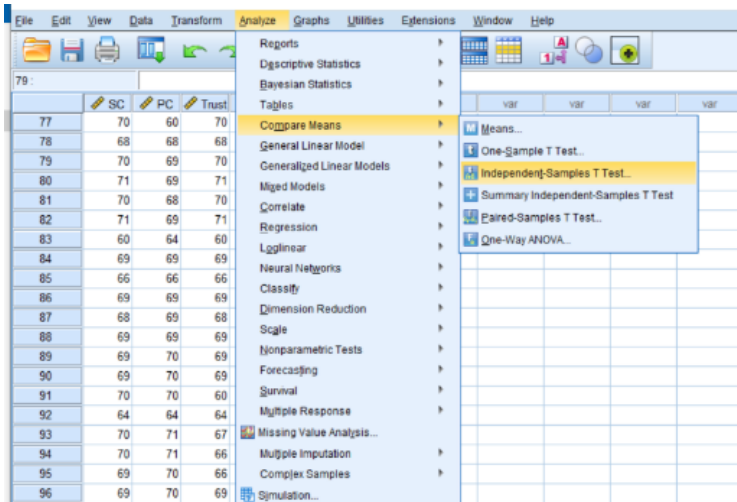 File Edit View Data Transform Analyze Graphs Utilities Extensions Window Help
79 :
SC PC Trust var var var var
77 70 60 70
78 68 68 68
79 70 69 70
80 71 69 71
81 70 68 70
82 71 69 71
83 60 64 60
84 69 69 69
85 66 66 66
86 69 69 69
87 68 69 68
88 69 69 69
89 69 70 69
90 69 70 69
91 70 70 60
92 64 64 64
93 70 71 67
94 70 71 66
95 69 70 66
96 69 70 69
Reports
Descriptive Statistics
Bayesian Statistics
Tables
Compare Means
General Linear Model
Generalized Linear Models
Mixed Models
Correlate
Regression
Loglinear
Neural Networks
Classify
Dimension Reduction
Scale
Nonparametric Tests
Forecasting
Survival
Multiple Response
Missing Value Analysis...
Multiple Imputation
Complex Samples
Simulation...
Means...
One-Sample T Test...
Independent-Samples T Test...
Summary Independent-Samples T Test
Paired-Samples T Test...
One-Way ANOVA...